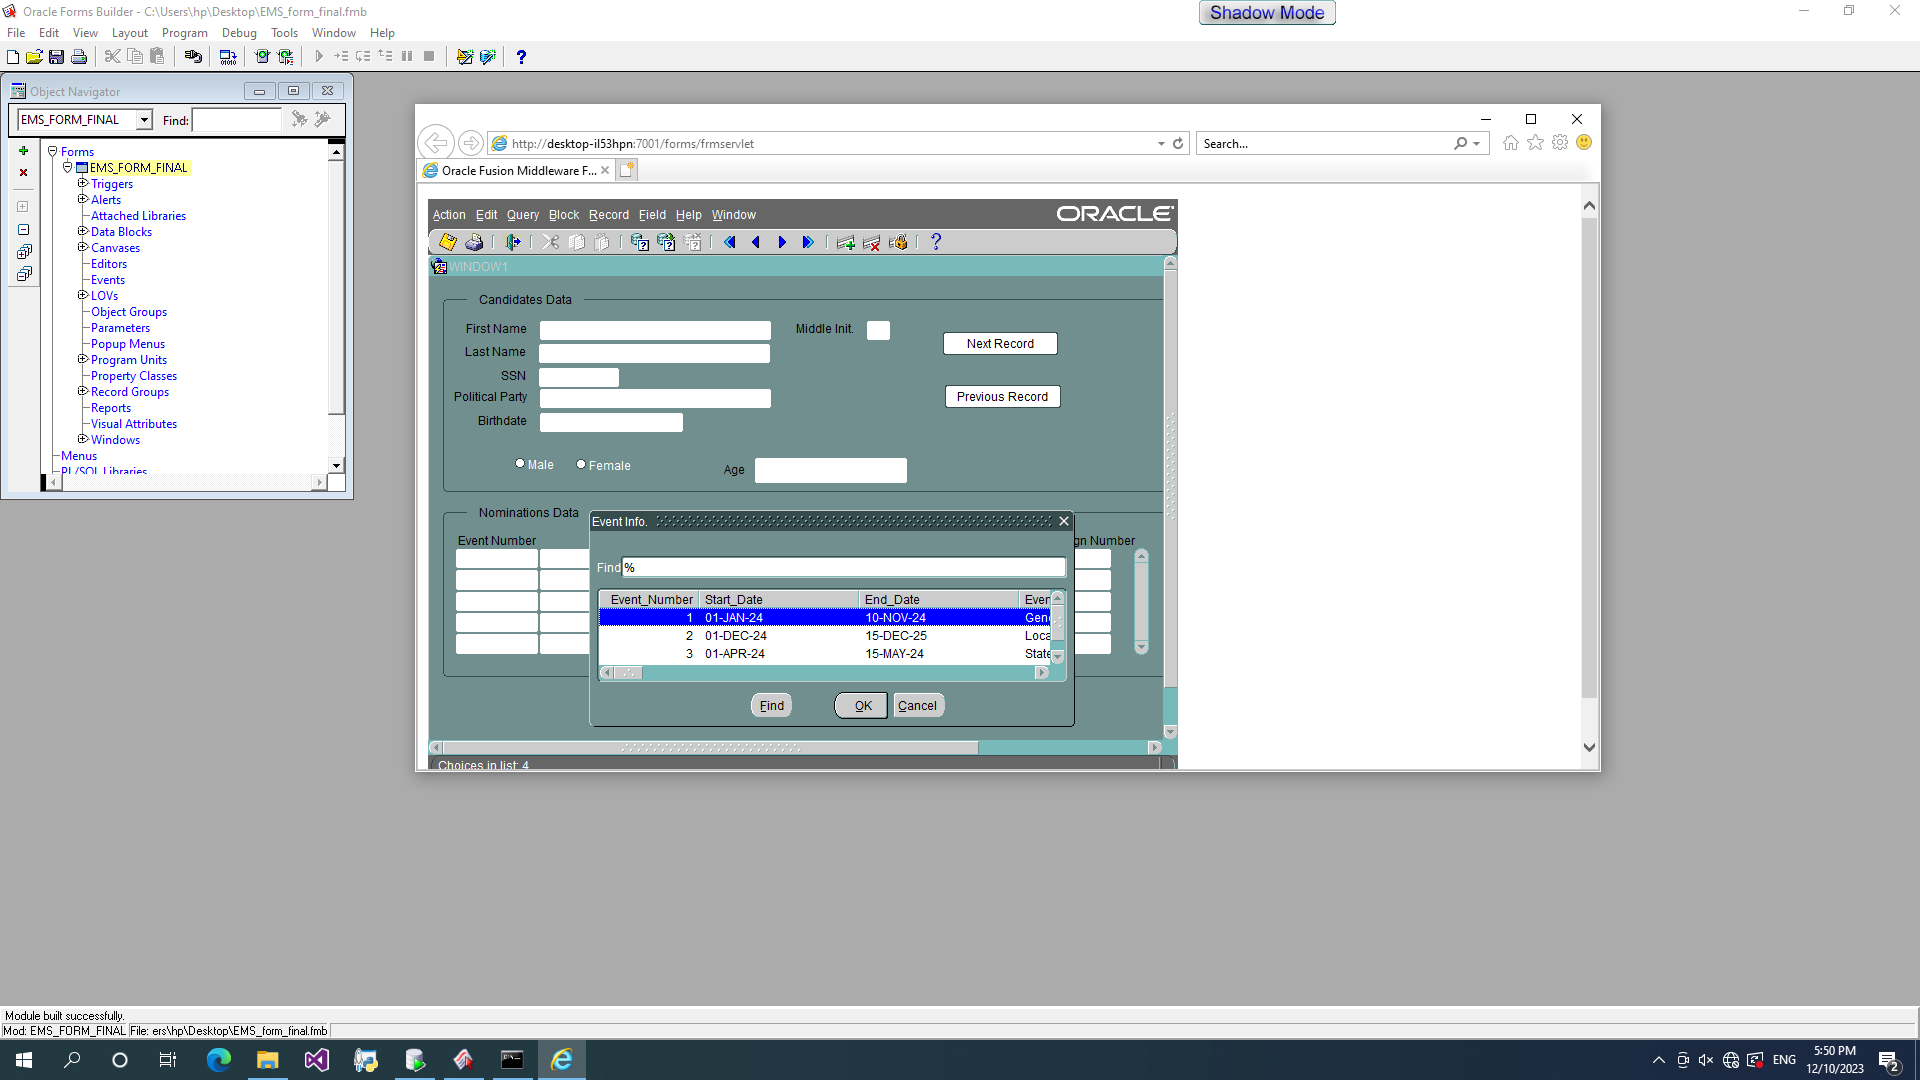 Oracle Forms Builder - C:\Users\hp\Desktop\EMS_form_final.fmb
Shadow Mode
File Edit View Layout Program Debug Tools Window Help
Object Navigator
EMS_FORM_FINAL
Find:
Forms
EMS_FORM_FINAL
Triggers
Alerts
Attached Libraries
Data Blocks
Canvases
Editors
Events
LOVs
Object Groups
Parameters
Popup Menus
Program Units
Property Classes
Record Groups
Reports
Visual Attributes
Windows
Menus
PL/SQL Libraries
http://desktop-il53hpn:7001/forms/frmservlet
Search...
Oracle Fusion Middleware F...
Action Edit Query Block Record Field Help Window
ORACLE
WINDOW1
Candidates Data
First Name
Middle Init.
Next Record
Last Name
SSN
Political Party
Previous Record
Birthdate
Male
Female
Age
Nominations Data
Event Number
gn Number
Event Info.
Find %
Event_Number Start_Date End_Date Even
1 01-JAN-24 10-NOV-24 Gene
2 01-DEC-24 15-DEC-25 Loca
3 01-APR-24 15-MAY-24 State
Find OK Cancel
Choices in list: 4
Module built successfully.
Mod: EMS_FORM_FINAL File: ers\hp\Desktop\EMS_form_final.fmb
ENG
5:50 PM
12/10/2023
2